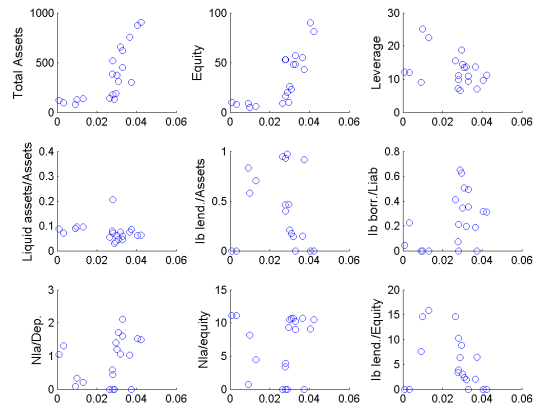 Total Assets
1000
500
0
0 0.02 0.04 0.06
Equity
100
50
0
0 0.02 0.04 0.06
Leverage
30
20
10
0
0 0.02 0.04 0.06
Liquid assets/Assets
0.4
0.3
0.2
0.1
0
0 0.02 0.04 0.06
Ib lend./Assets
1
0.5
0
0 0.02 0.04 0.06
Ib borr./Liab
0.8
0.6
0.4
0.2
0
0 0.02 0.04 0.06
Nla/Dep.
3
2
1
0
0 0.02 0.04 0.06
Nla/equity
15
10
5
0
0 0.02 0.04 0.06
Ib lend./Equity
20
15
10
5
0
0 0.02 0.04 0.06